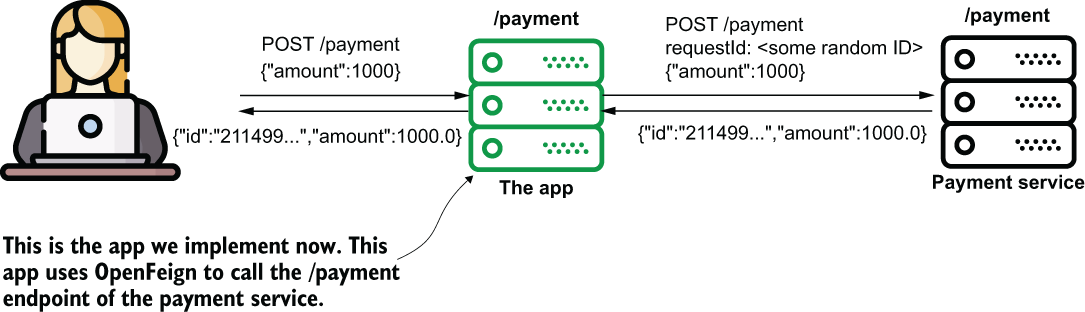 /payment
POST /payment
{"amount":1000}
{"id":"211499...","amount":1000.0}
The app
POST /payment
requestId: <some random ID>
{"amount":1000}
{"id":"211499...","amount":1000.0}
/payment
Payment service
This is the app we implement now. This
app uses OpenFeign to call the /payment
endpoint of the payment service.